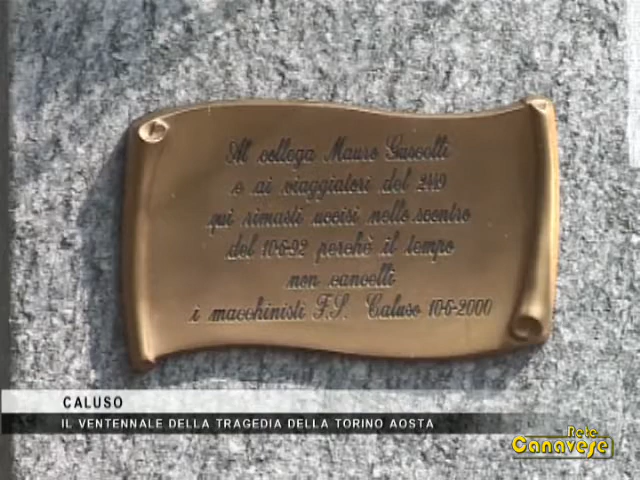 Al collega Mauro Guscelli
e ai viaggiatori del 2449
qui rimasti uccisi nello scontro
del 10-6-92 perchè il tempo
non cancelli
i macchinisti F.S. Caluso 10-6-2000
CALUSO
IL VENTENNALE DELLA TRAGEDIA DELLA TORINO AOSTA
Rete
Canavese